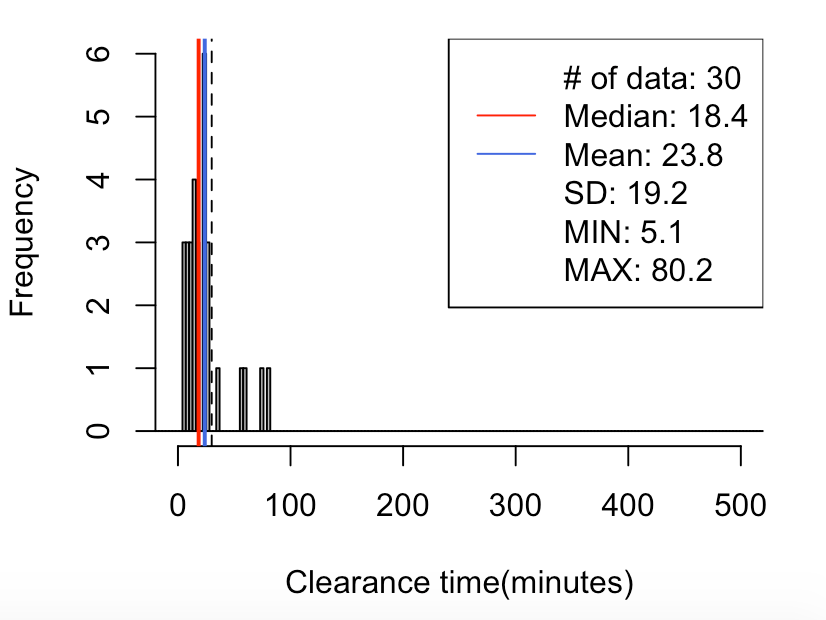 # of data: 30
Median: 18.4
Mean: 23.8
SD: 19.2
MIN: 5.1
MAX: 80.2
Frequency
6
5
4
3
2
1
0
0 100 200 300 400 500
Clearance time(minutes)